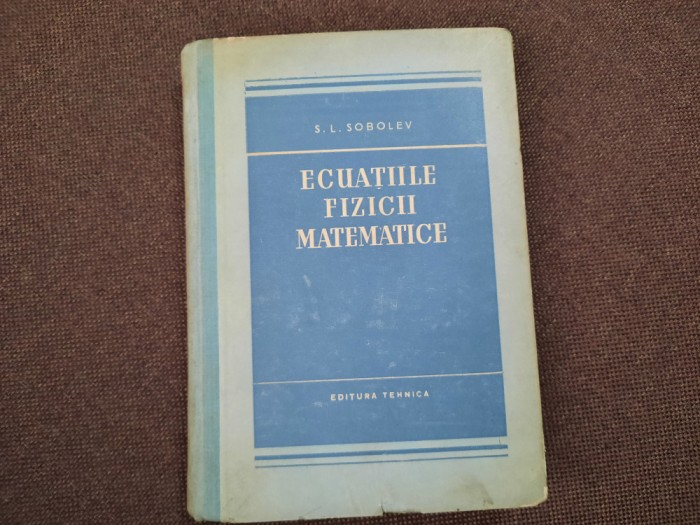 S. L. SOBOLEV
ECUAȚIILE
FIZICII
MATEMATICE
EDITURA TEHNICA